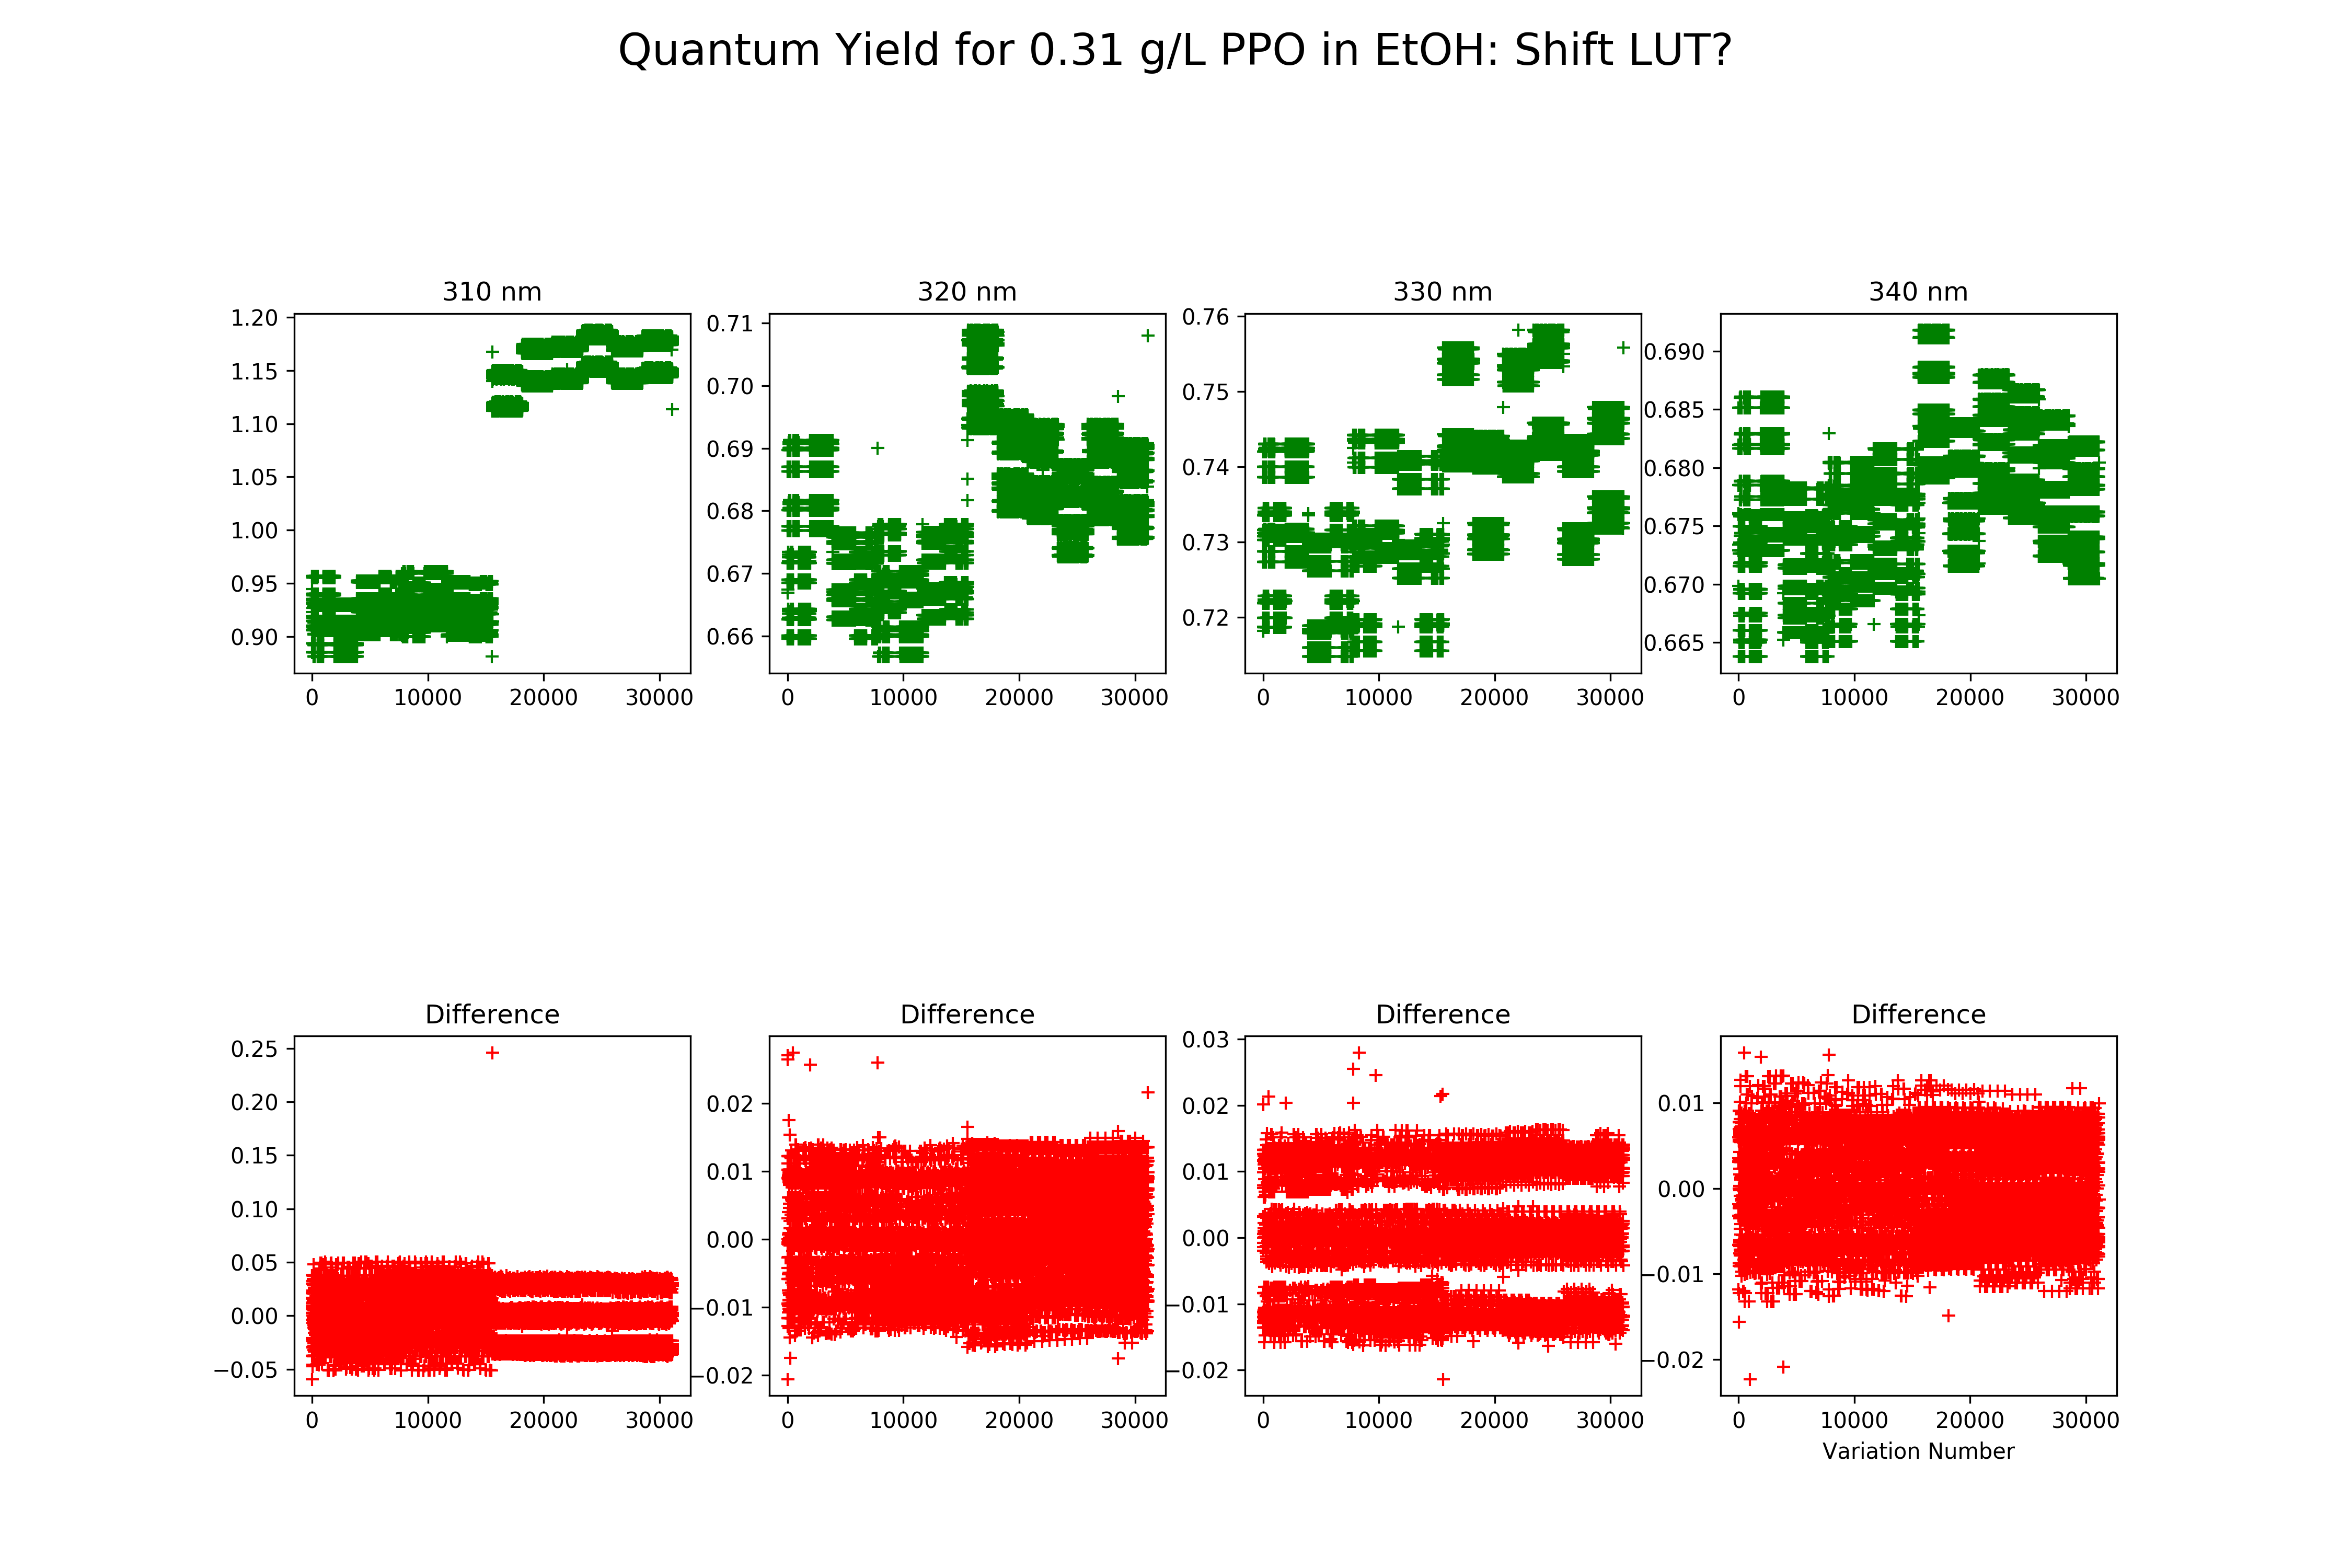 Quantum Yield for 0.31 g/L PPO in EtOH: Shift LUT?
310 nm
320 nm
330 nm
340 nm
1.20
1.15
1.10
1.05
1.00
0.95
0.90
0 10000 20000 30000
0.71
0.70
0.69
0.68
0.67
0.66
0 10000 20000 30000
0.76
0.75
0.74
0.73
0.72
0 10000 20000 30000
0.690
0.685
0.680
0.675
0.670
0.665
0 10000 20000 30000
Difference
Difference
Difference
Difference
0.25
0.20
0.15
0.10
0.05
0.00
−0.05
0 10000 20000 30000
0.02
0.01
0.00
−0.01
−0.02
0 10000 20000 30000
0.03
0.02
0.01
0.00
−0.01
−0.02
0 10000 20000 30000
0.01
0.00
−0.01
−0.02
0 10000 20000 30000
Variation Number